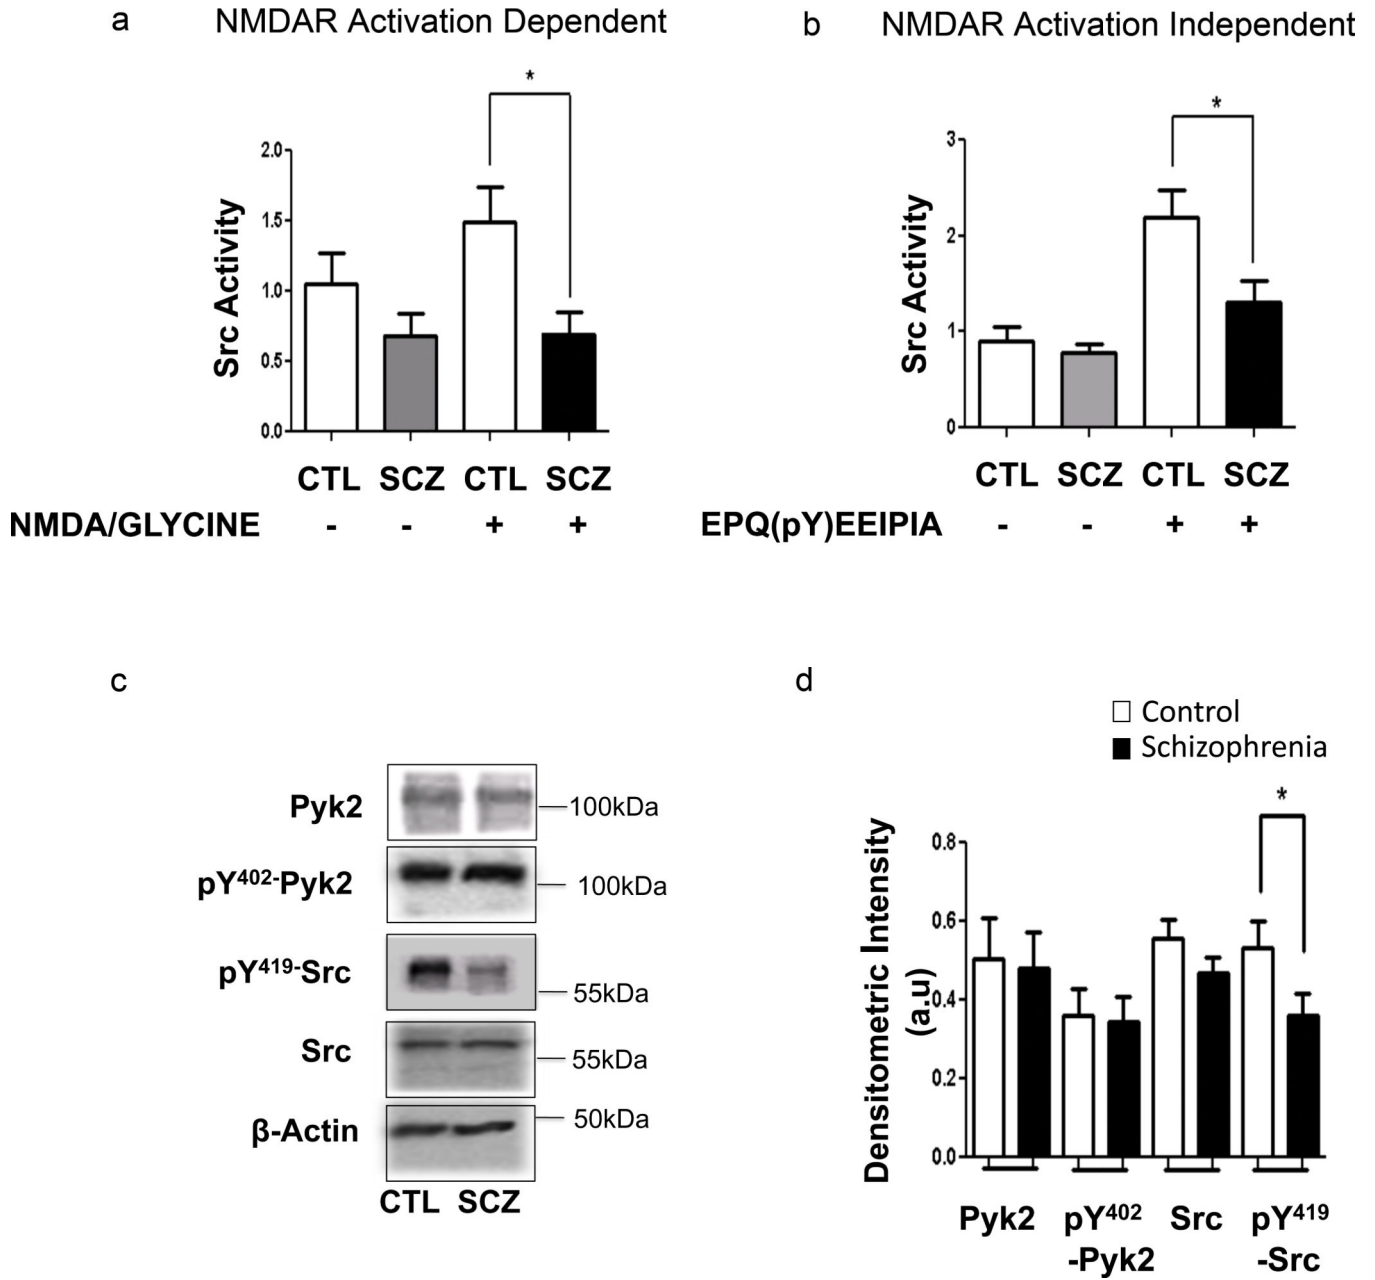 a
NMDAR Activation Dependent
*
2.0
1.5
1.0
0.5
0.0
Src Activity
CTL SCZ CTL SCZ
NMDA/GLYCINE - - + +
b
NMDAR Activation Independent
*
3
2
1
0
Src Activity
CTL SCZ CTL SCZ
EPQ(pY)EEIPIA - - + +
c
Pyk2
100kDa
pY⁴⁰²⁻Pyk2
100kDa
pY⁴¹⁹⁻Src
55kDa
Src
55kDa
β-Actin
50kDa
CTL SCZ
d
Control
Schizophrenia
*
0.8
0.6
0.4
0.2
0.0
Densitometric Intensity
(a.u)
Pyk2 pY⁴⁰² Src pY⁴¹⁹
-Pyk2 -Src